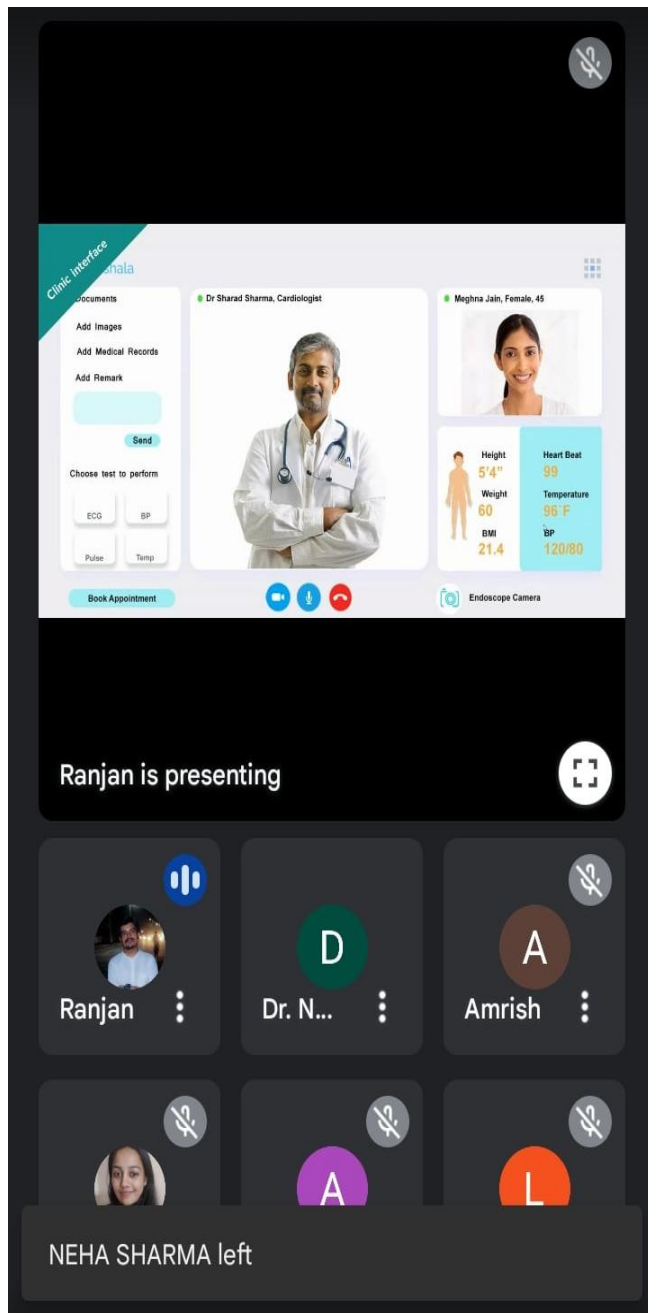 Clinic interface
Documents
Add Images
Add Medical Records
Add Remark
Send
Choose test to perform
ECG
BP
Pulse
Temp
Book Appointment
Dr Sharad Sharma, Cardiologist
Meghna Jain, Female, 45
Height
5'4"
Weight
60
BMI
21.4
Heart Beat
99
Temperature
96°F
BP
120/80
Endoscope Camera
Ranjan is presenting
Ranjan
D
Dr. N...
A
Amrish
A
L
NEHA SHARMA left